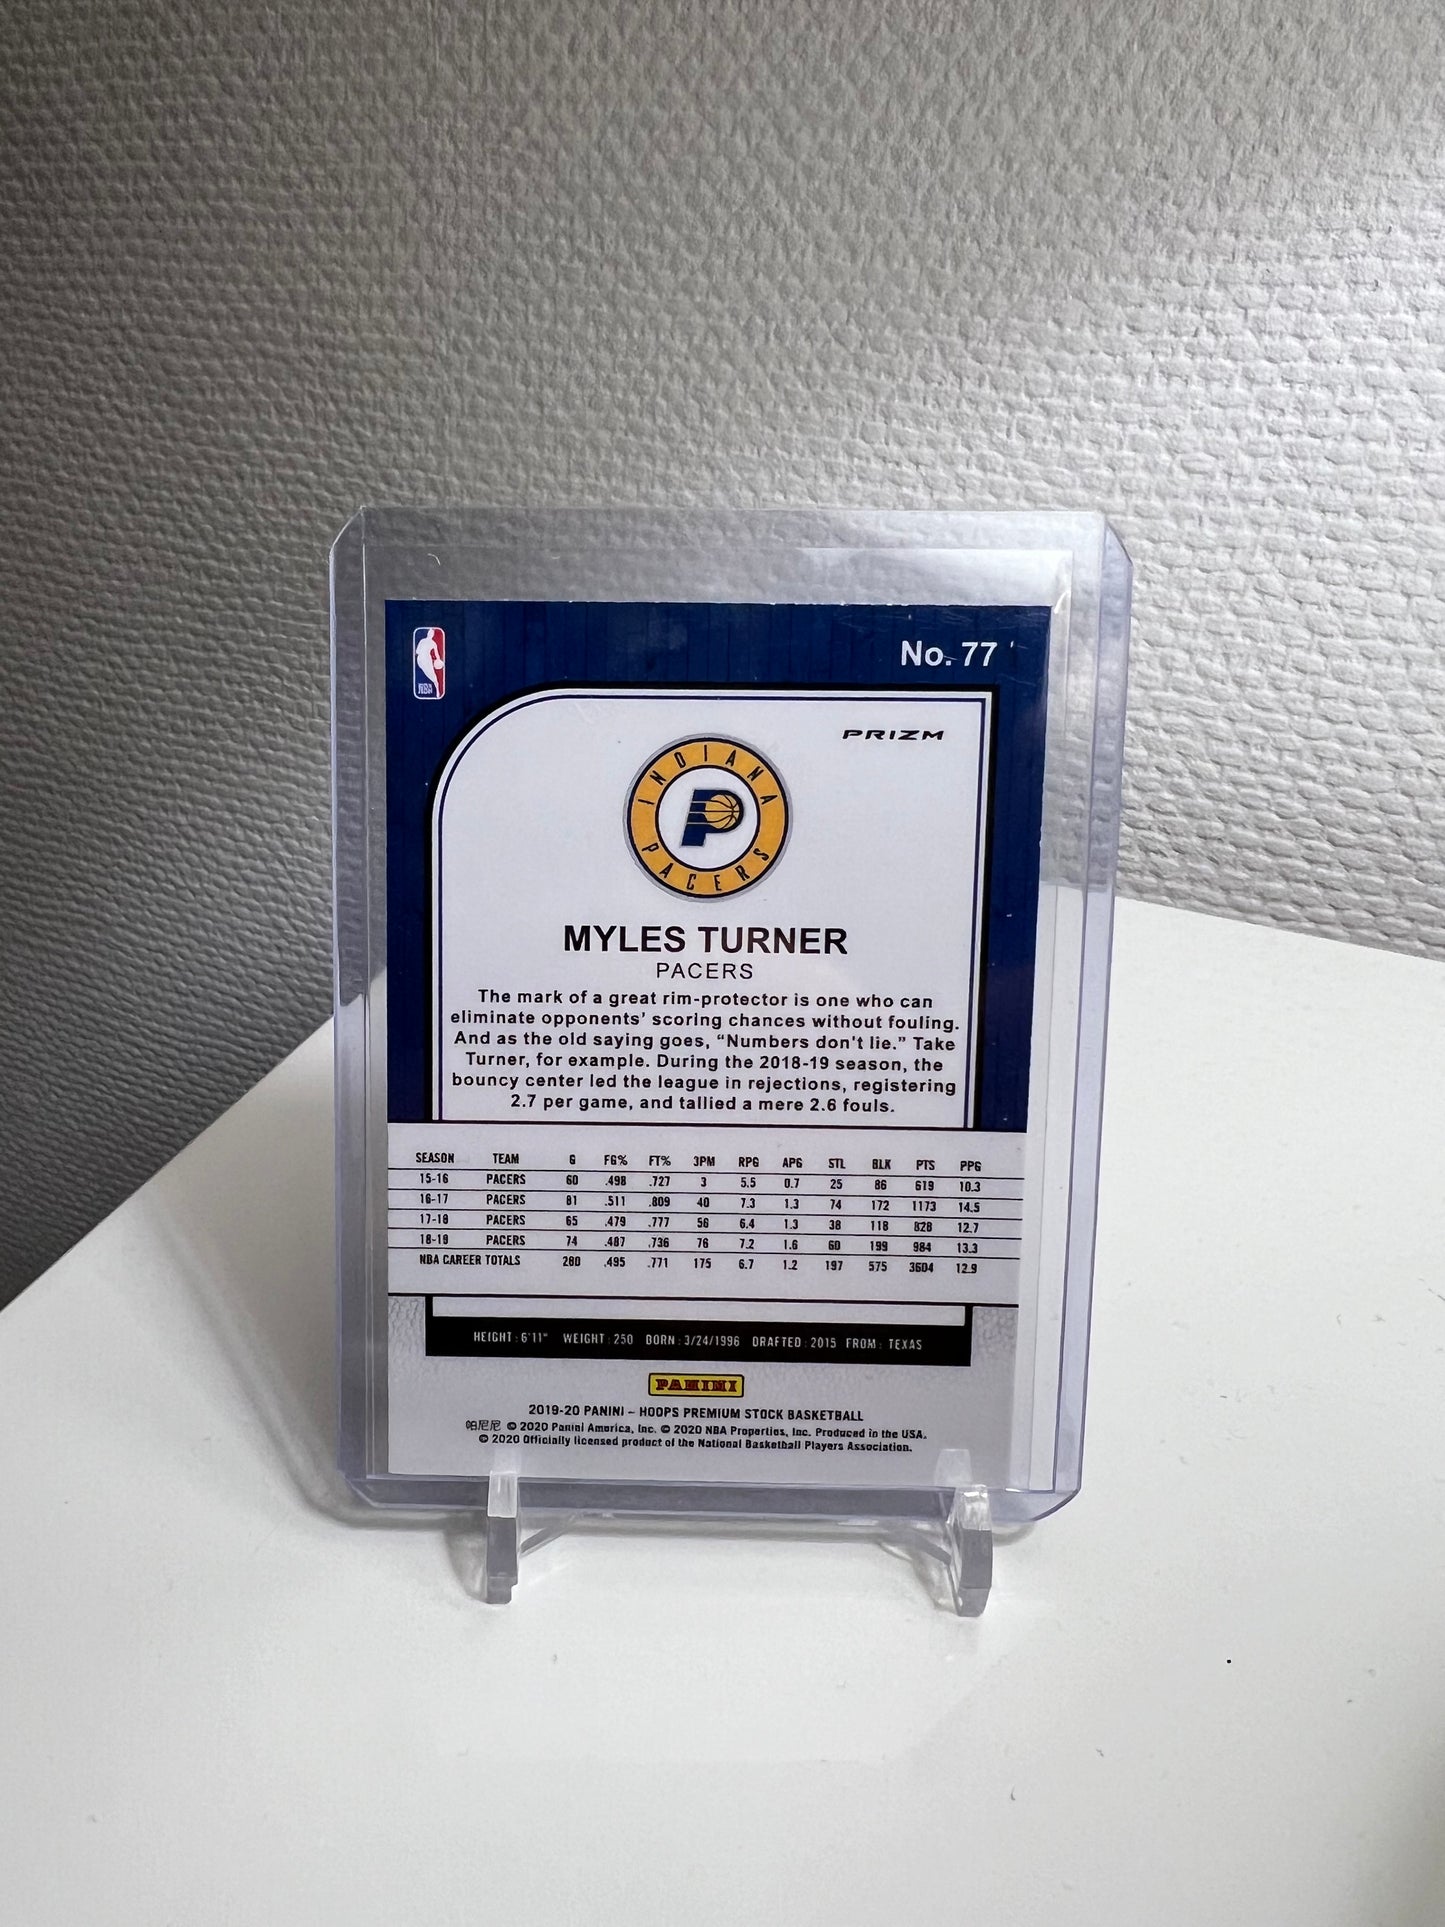 NBA
No. 77
PRIZM
INDIANA
P
PACERS
MYLES TURNER
PACERS
The mark of a great rim-protector is one who can
eliminate opponents' scoring chances without fouling.
And as the old saying goes, “Numbers don't lie.” Take
Turner, for example. During the 2018-19 season, the
bouncy center led the league in rejections, registering
2.7 per game, and tallied a mere 2.6 fouls.
SEASON TEAM G FG% FT% 3PM RPG APG STL BLK PTS PPG
15-16 PACERS 60 .498 .727 3 5.5 0.7 25 86 619 10.3
16-17 PACERS 81 .511 .809 40 7.3 1.3 74 172 1173 14.5
17-18 PACERS 65 .479 .777 56 6.4 1.3 38 118 828 12.7
18-19 PACERS 74 .487 .736 76 7.2 1.6 60 199 984 13.3
NBA CAREER TOTALS 280 .495 .771 175 6.7 1.2 197 575 3604 12.9
HEIGHT: 6'11" WEIGHT: 250 BORN: 3/24/1996 DRAFTED: 2015 FROM: TEXAS
PANINI
2019-20 PANINI – HOOPS PREMIUM STOCK BASKETBALL
帕尼尼 © 2020 Panini America, Inc. © 2020 NBA Properties, Inc. Produced in the USA.
© 2020 Officially licensed product of the National Basketball Players Association.